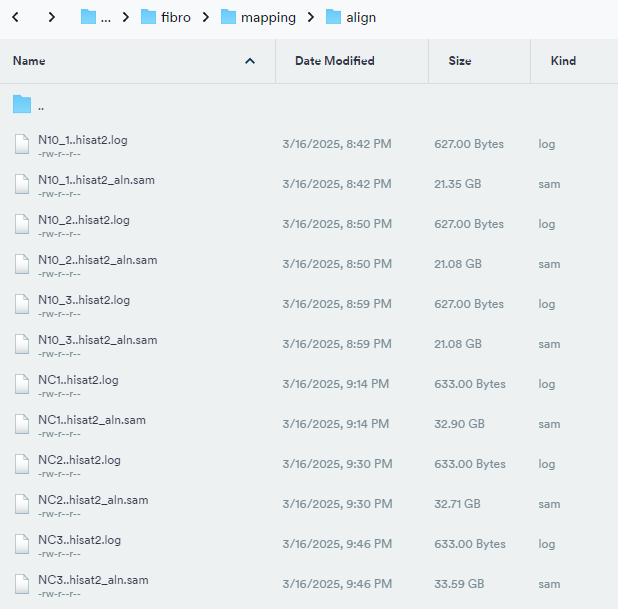 ... fibro mapping align
Name Date Modified Size Kind
..
N10_1..hisat2.log 3/16/2025, 8:42 PM 627.00 Bytes log
-rw-r--r--
N10_1..hisat2_aln.sam 3/16/2025, 8:42 PM 21.35 GB sam
-rw-r--r--
N10_2..hisat2.log 3/16/2025, 8:50 PM 627.00 Bytes log
-rw-r--r--
N10_2..hisat2_aln.sam 3/16/2025, 8:50 PM 21.08 GB sam
-rw-r--r--
N10_3..hisat2.log 3/16/2025, 8:59 PM 627.00 Bytes log
-rw-r--r--
N10_3..hisat2_aln.sam 3/16/2025, 8:59 PM 21.08 GB sam
-rw-r--r--
NC1..hisat2.log 3/16/2025, 9:14 PM 633.00 Bytes log
-rw-r--r--
NC1..hisat2_aln.sam 3/16/2025, 9:14 PM 32.90 GB sam
-rw-r--r--
NC2..hisat2.log 3/16/2025, 9:30 PM 633.00 Bytes log
-rw-r--r--
NC2..hisat2_aln.sam 3/16/2025, 9:30 PM 32.71 GB sam
-rw-r--r--
NC3..hisat2.log 3/16/2025, 9:46 PM 633.00 Bytes log
-rw-r--r--
NC3..hisat2_aln.sam 3/16/2025, 9:46 PM 33.59 GB sam
-rw-r--r--